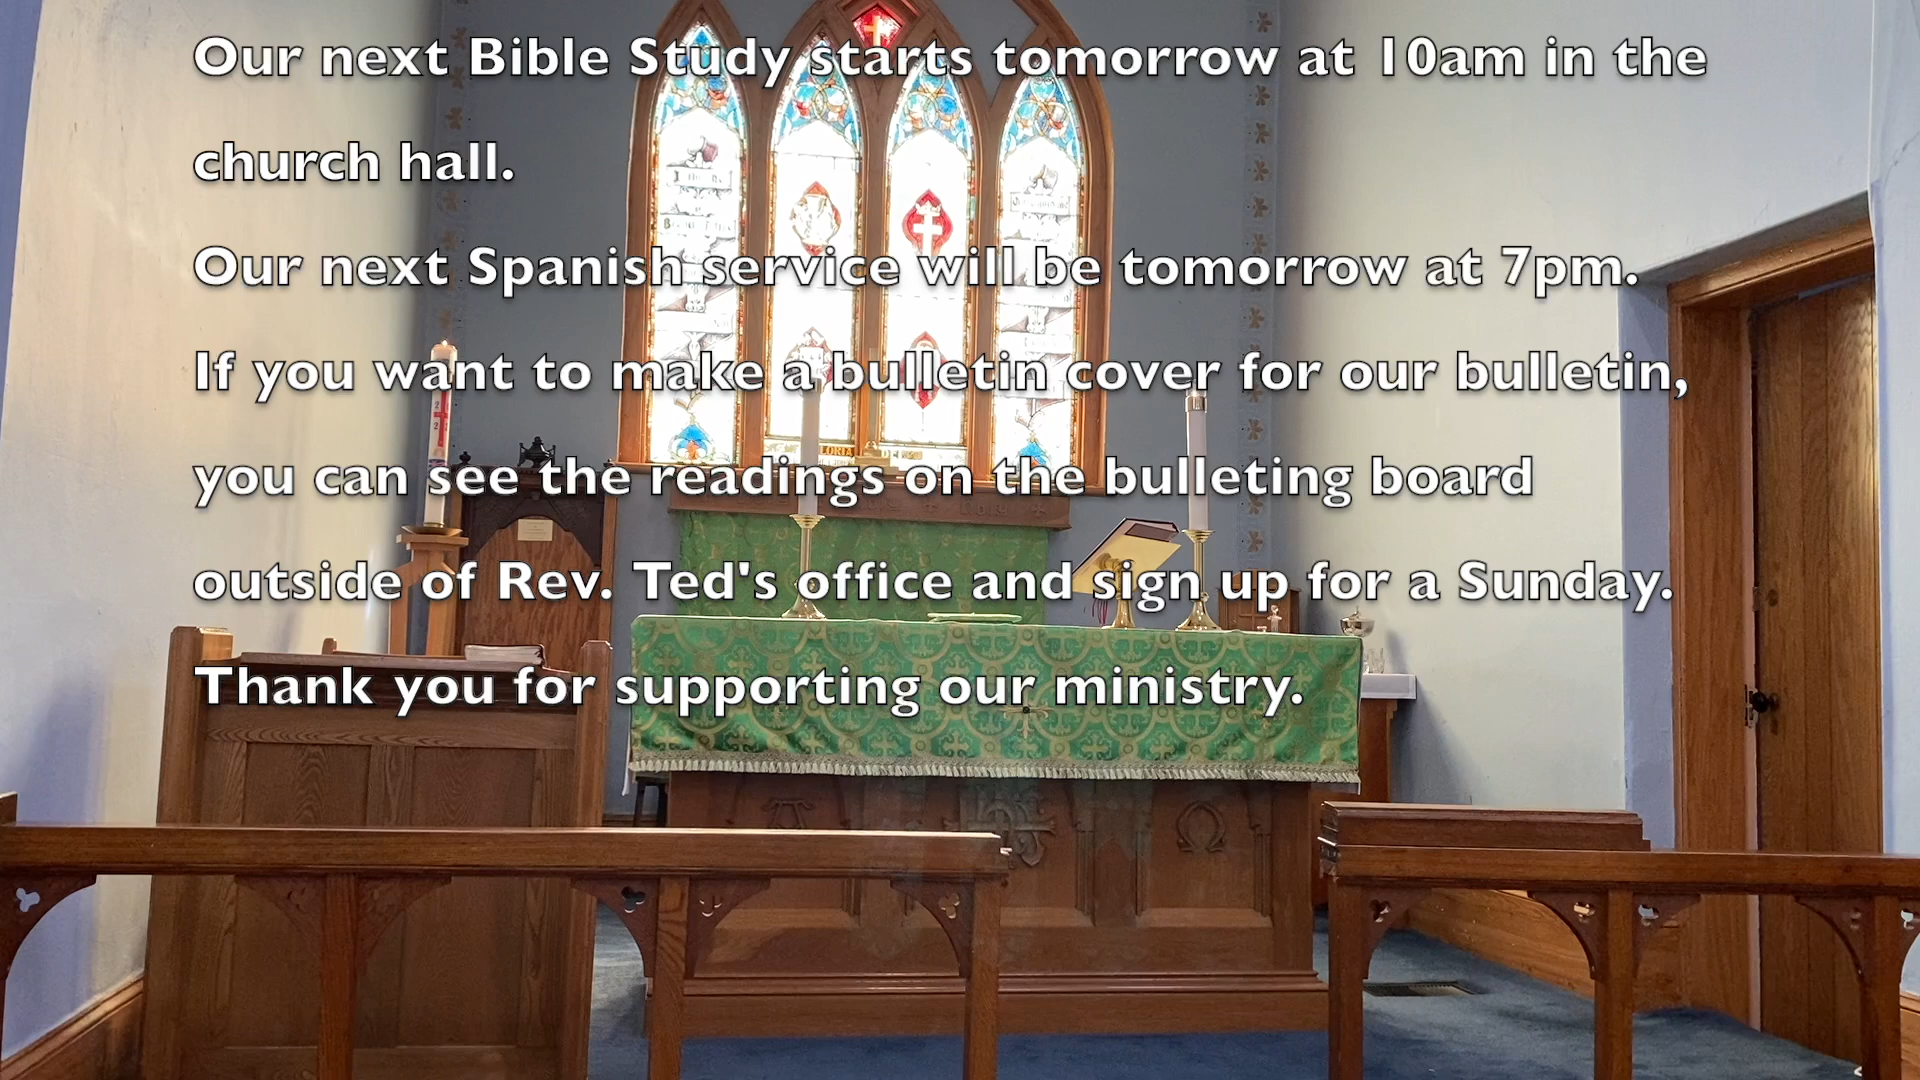 Our next Bible Study starts tomorrow at 10am in the
church hall.
Our next Spanish service will be tomorrow at 7pm.
If you want to make a bulletin cover for our bulletin,
you can see the readings on the bulleting board
outside of Rev. Ted's office and sign up for a Sunday.
Thank you for supporting our ministry.